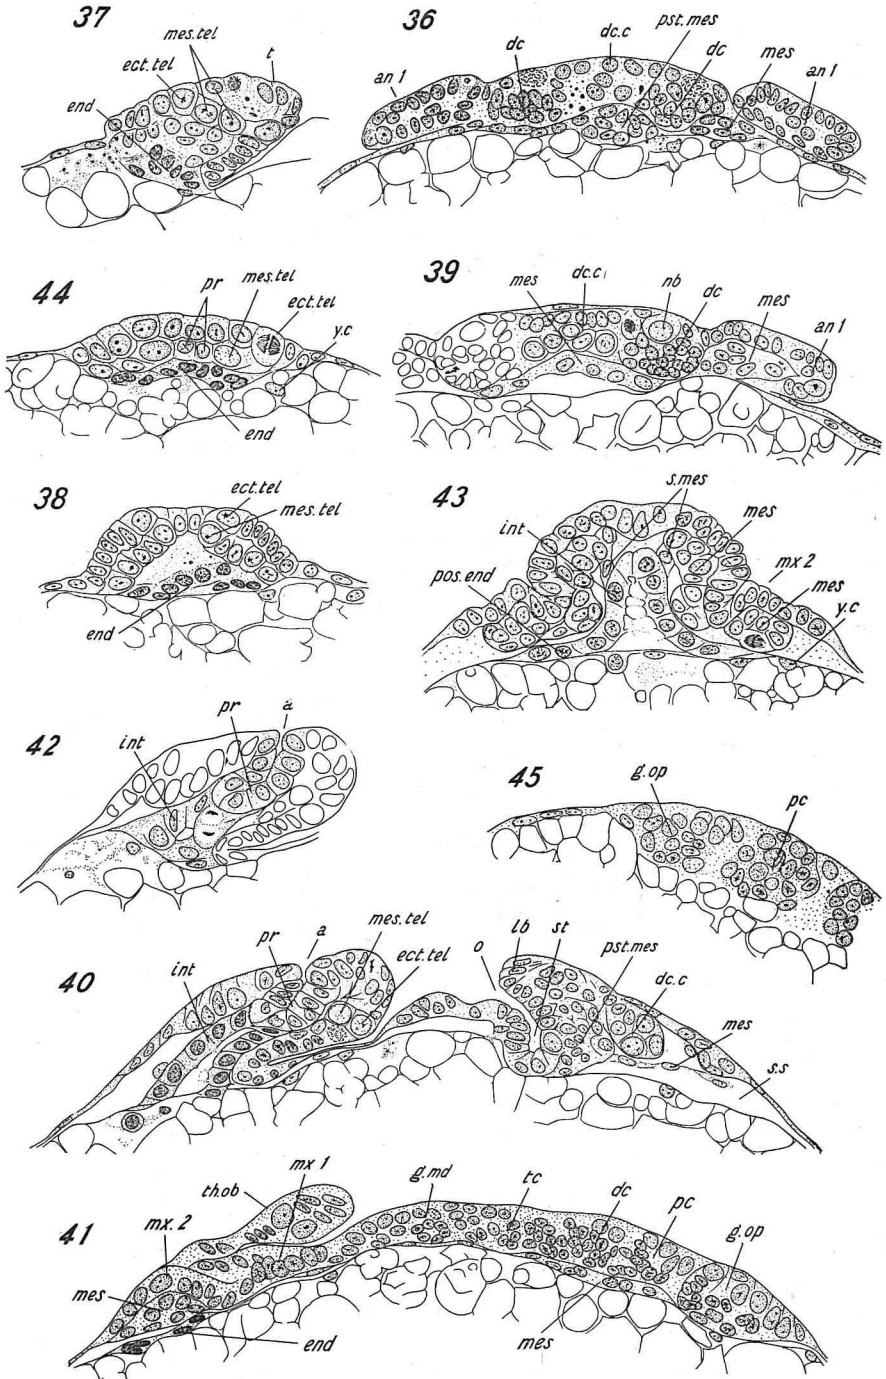 37
mes.tel
ect.tel
t
end
36
dc
dc.c
pst.mes
dc
mes
an 1
an 1
44
pr
mes.tel
ect.tel
y.c
end
39
mes
dc.c
nb
dc
mes
an 1
38
ect.tel
mes.tel
end
43
s.mes
int
mes
pos.end
mx 2
mes
y.c
42
a
pr
int
45
g.op
pc
40
mes.tel
a
pr
ect.tel
int
t
o
lb
st
pst.mes
dc.c
mes
s.s
41
th.ob
mx 1
mx. 2
mes
end
g.md
tc
dc
pc
g.op
mes